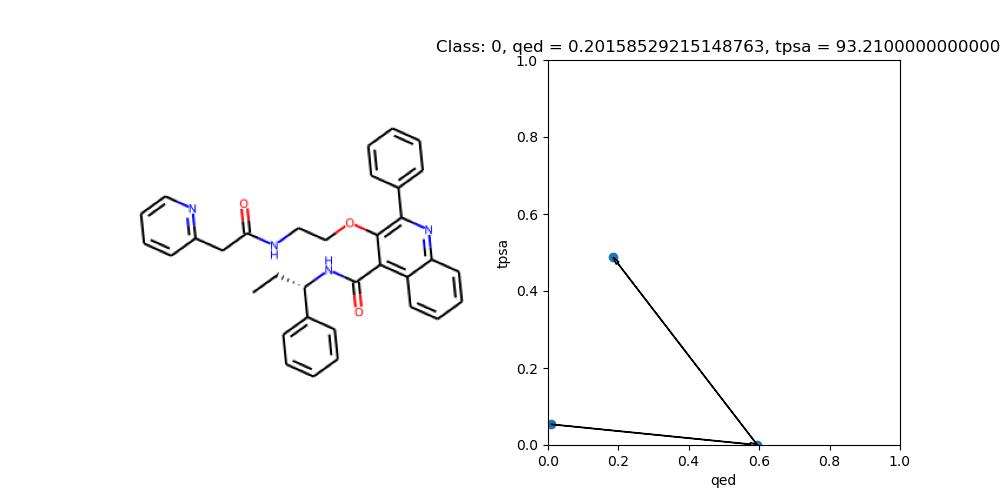 Class: 0, qed = 0.20158529215148763, tpsa = 93.2100000000000
1.0
0.8
0.6
0.4
0.2
0.0
tpsa
0.0 0.2 0.4 0.6 0.8 1.0
qed
N
O
N
H
O
N
H
N
O